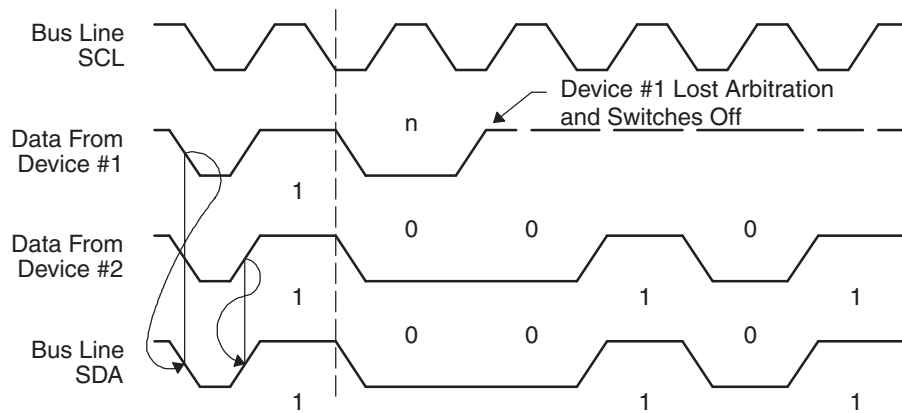 Bus Line
SCL
Device #1 Lost Arbitration
and Switches Off
n
Data From
Device #1
1
0 0 0
Data From
Device #2
1 1 1
0 0 0
Bus Line
SDA
1 1 1